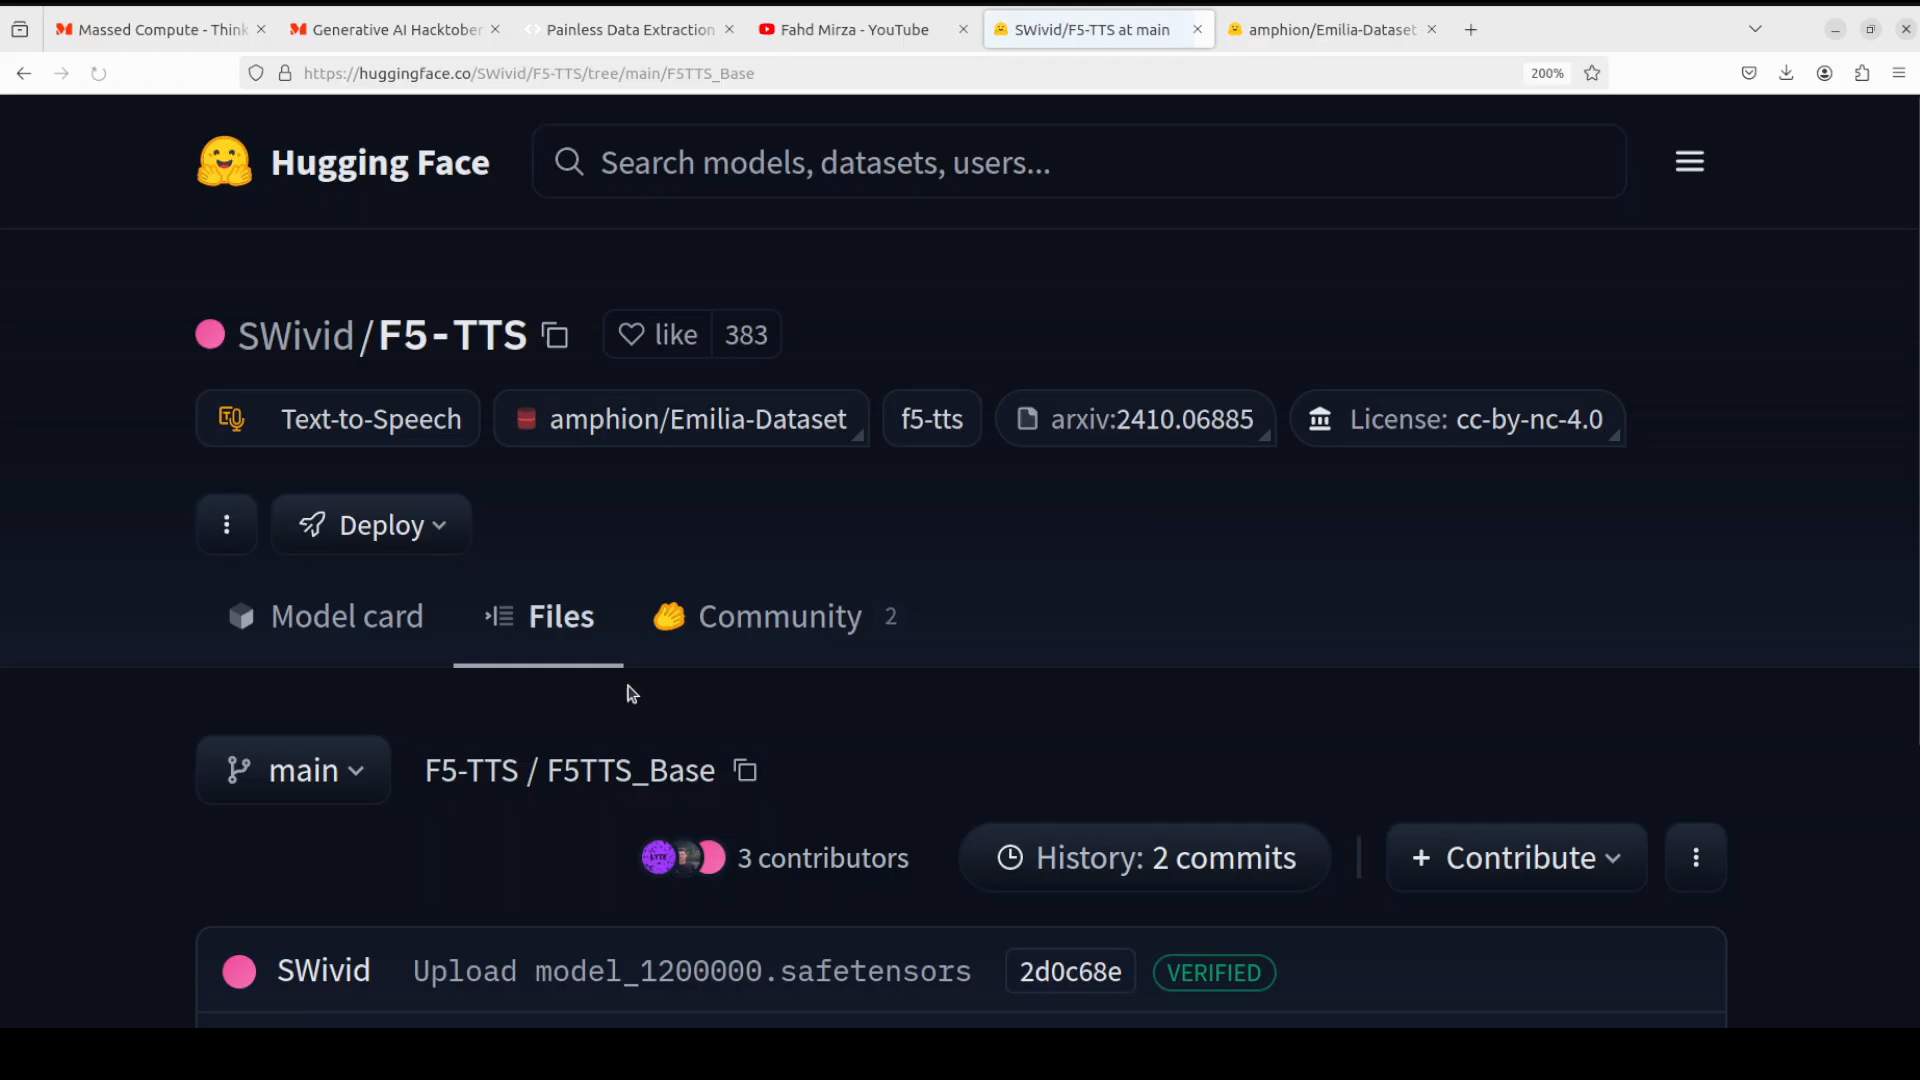 Massed Compute - Think
Generative AI Hacktober
Painless Data Extraction
Fahd Mirza - YouTube
SWivid/F5-TTS at main
amphion/Emilia-Dataset
https://huggingface.co/SWivid/F5-TTS/tree/main/F5TTS_Base
200%
Hugging Face
Search models, datasets, users...
SWivid/F5-TTS
like 383
Text-to-Speech
amphion/Emilia-Dataset
f5-tts
arxiv:2410.06885
License: cc-by-nc-4.0
Deploy
Model card
Files
Community 2
main
F5-TTS / F5TTS_Base
3 contributors
History: 2 commits
+ Contribute
SWivid Upload model_1200000.safetensors 2d0c68e VERIFIED